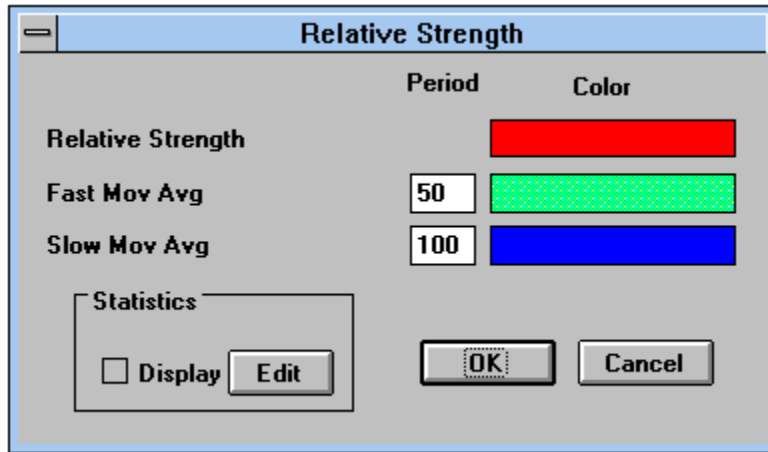 Relative Strength
Period Color
Relative Strength
Fast Mov Avg 50
Slow Mov Avg 100
Statistics
Display Edit OK Cancel